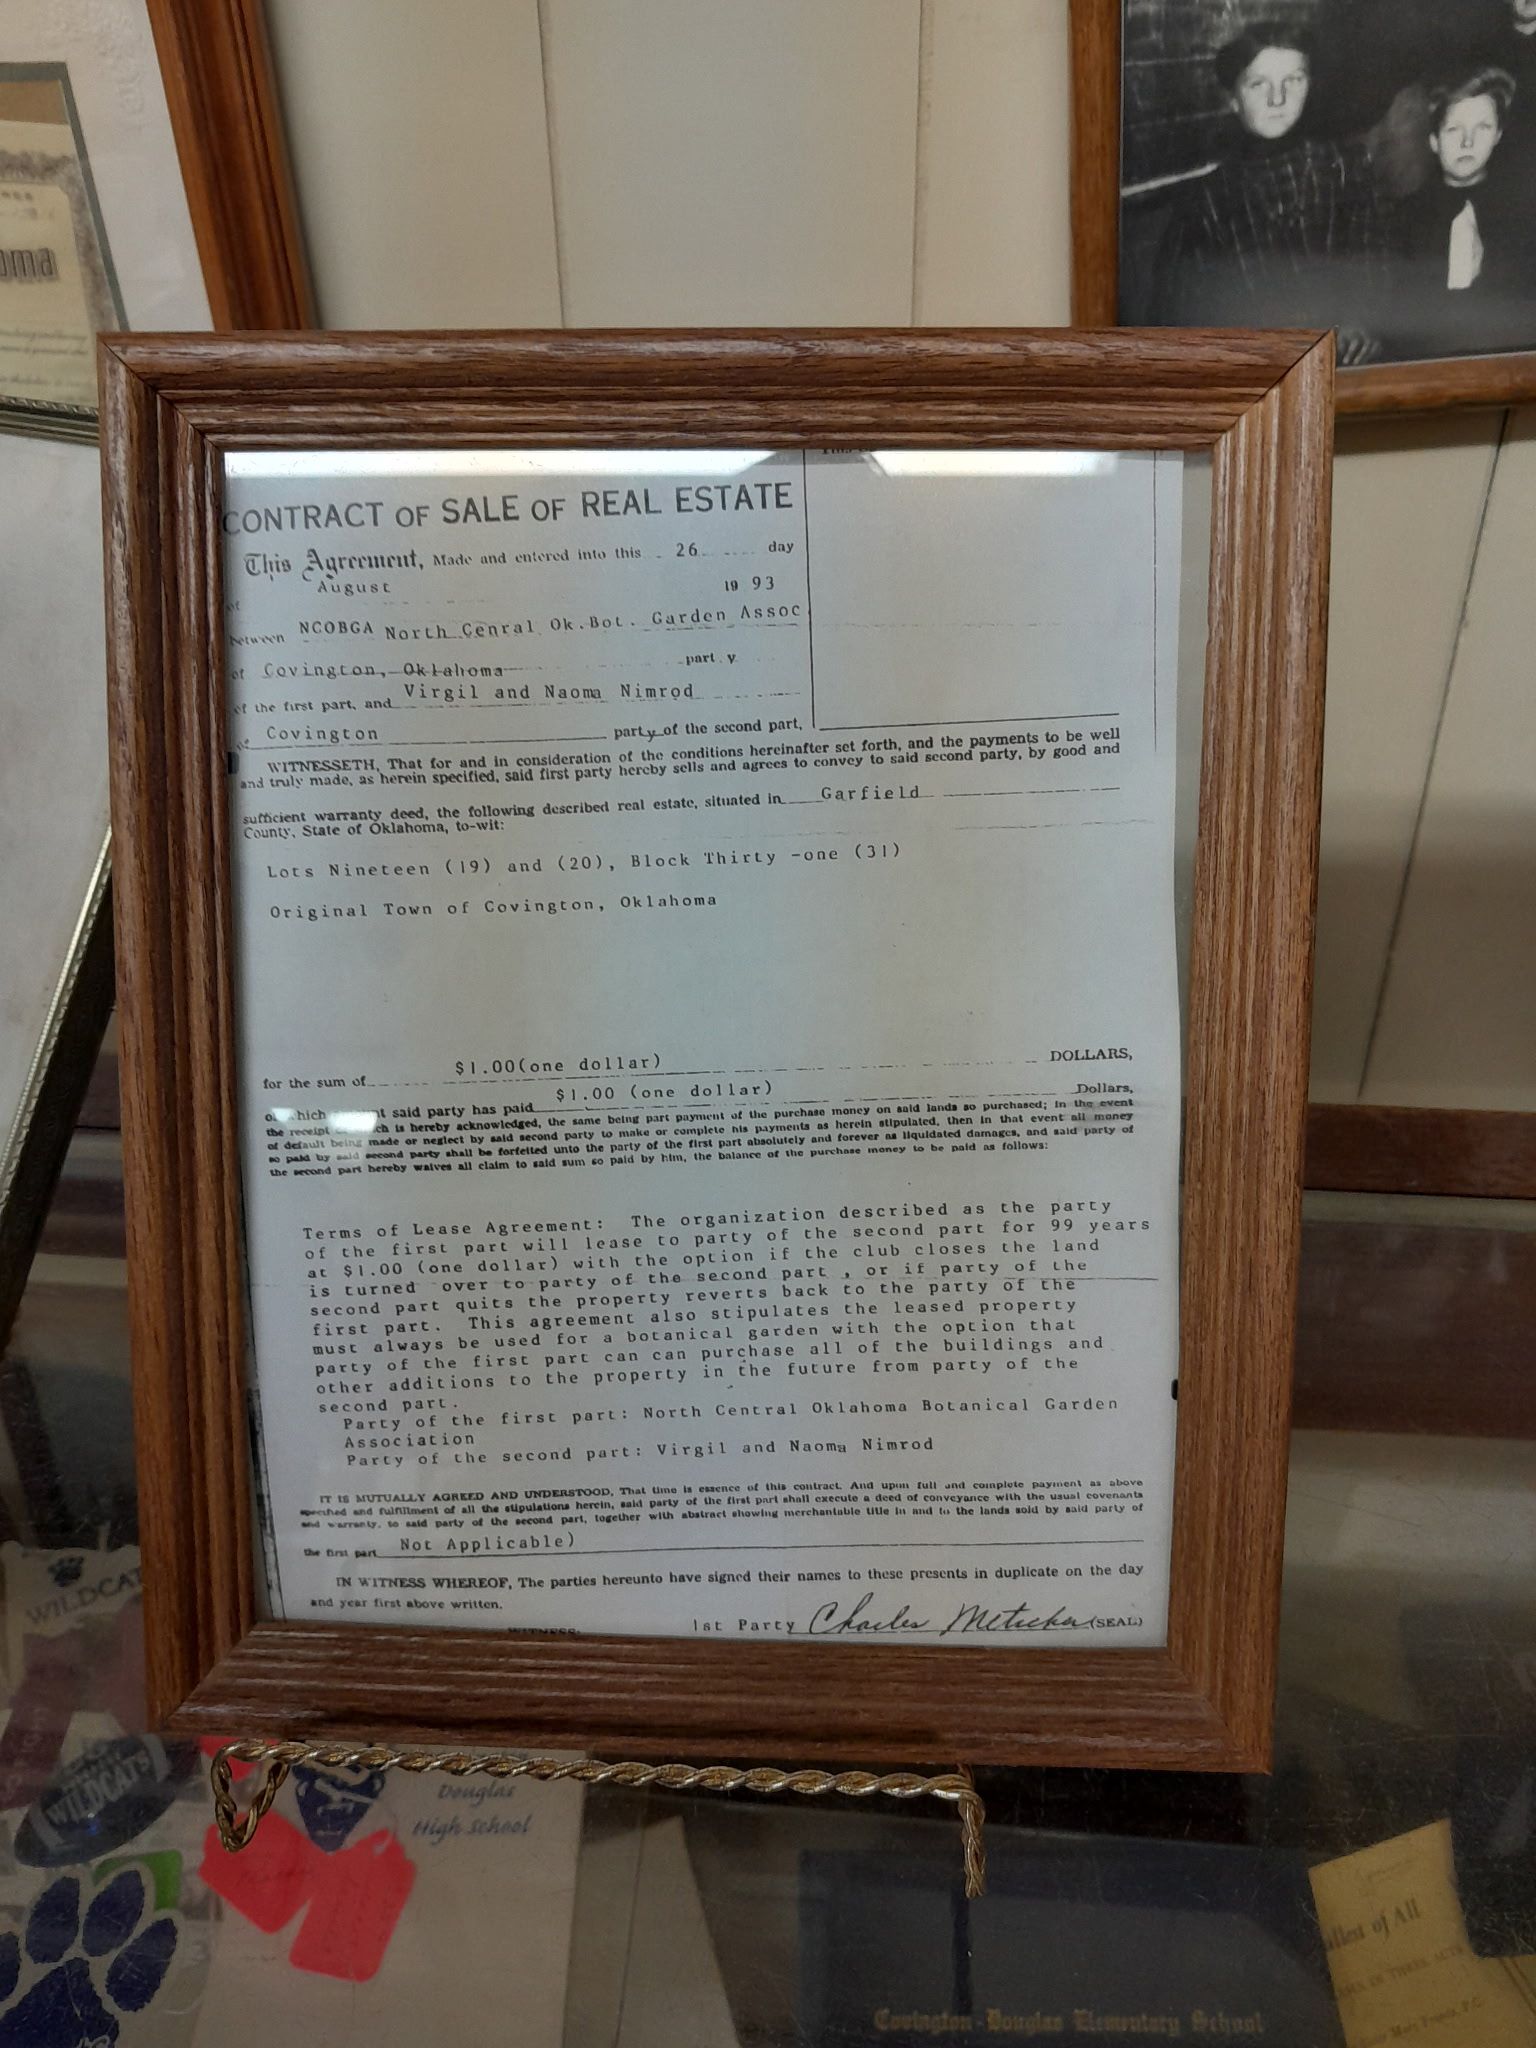 oma
CONTRACT OF SALE OF REAL ESTATE
This Agreement, Made and entered into this 26 day
of August 19 93
between NCOBGA North Cenral Ok.Bot. Garden Assoc
of Covington, Oklahoma part y
of the first part, and Virgil and Naoma Nimrod
of Covington party of the second part,
WITNESSETH, That for and in consideration of the conditions hereinafter set forth, and the payments to be well
and truly made, as herein specified, said first party hereby sells and agrees to convey to said second party, by good and
sufficient warranty deed, the following described real estate, situated in Garfield
County, State of Oklahoma, to-wit:
Lots Nineteen (19) and (20), Block Thirty -one (31)
Original Town of Covington, Oklahoma
for the sum of $1.00(one dollar) DOLLARS,
of which said party has paid $1.00 (one dollar) Dollars,
the receipt is hereby acknowledged, the same being part payment of the purchase money on said lands so purchased; in the event
of default being made or neglect by said second party to make or complete his payments as herein stipulated, then in that event all money
so paid by said second party shall be forfeited unto the party of the first part absolutely and forever as liquidated damages, and said party of
the second part hereby waives all claim to said sum so paid by him, the balance of the purchase money to be paid as follows:
Terms of Lease Agreement: The organization described as the party
of the first part will lease to party of the second part for 99 years
at $1.00 (one dollar) with the option if the club closes the land
is turned over to party of the second part , or if party of the
second part quits the property reverts back to the party of the
first part. This agreement also stipulates the leased property
must always be used for a botanical garden with the option that
party of the first part can can purchase all of the buildings and
other additions to the property in the future from party of the
second part.
Party of the first part: North Central Oklahoma Botanical Garden
Association
Party of the second part: Virgil and Naoma Nimrod
IT IS MUTUALLY AGREED AND UNDERSTOOD, That time is essence of this contract. And upon full and complete payment as above
specified and fulfillment of all the stipulations herein, said party of the first part shall execute a deed of conveyance with the usual covenants
and warranty, to said party of the second part, together with abstract showing merchantable title in and to the lands sold by said party of
the first part Not Applicable)
IN WITNESS WHEREOF, The parties hereunto have signed their names to these presents in duplicate on the day
and year first above written.
WITNESS:
1st Party Charles (SEAL)
WILDCAT
WILDCATS
Douglas
High School
of All
Covington-Douglas Elementary School